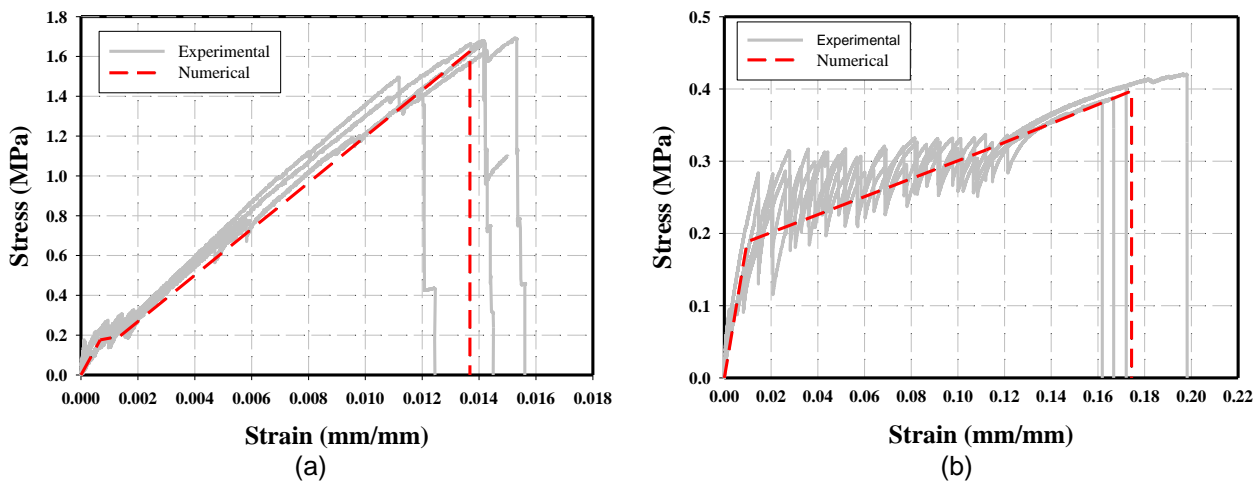 1.8
1.6
1.4
1.2
1.0
0.8
0.6
0.4
0.2
0.0
Stress (MPa)
Experimental
Numerical
0.000 0.002 0.004 0.006 0.008 0.010 0.012 0.014 0.016 0.018
Strain (mm/mm)
(a)
0.5
0.4
0.3
0.2
0.1
0.0
Stress (MPa)
Experimental
Numerical
0.00 0.02 0.04 0.06 0.08 0.10 0.12 0.14 0.16 0.18 0.20 0.22
Strain (mm/mm)
(b)